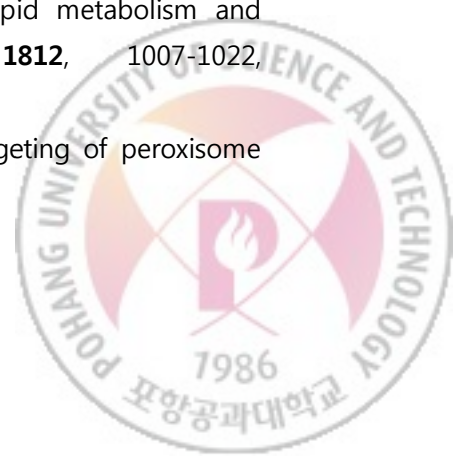 pid metabolism and
1812, 1007-1022,
geting of peroxisome
POHANG UNIVERSITY OF SCIENCE AND TECHNOLOGY
1986
포항공과대학교